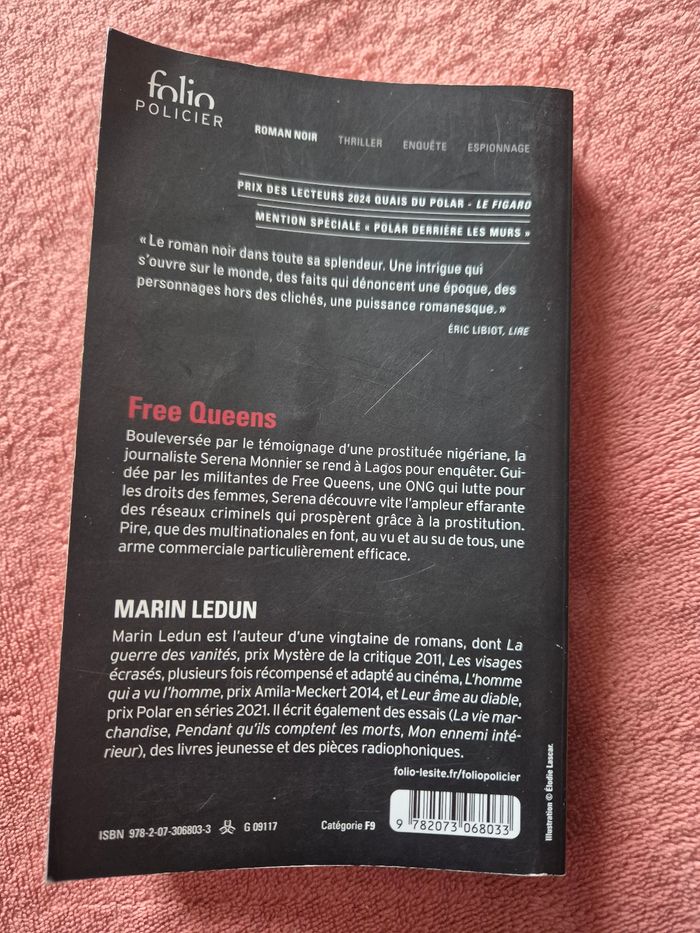 folio
POLICIER
ROMAN NOIR THRILLER ENQUÊTE ESPIONNAGE
PRIX DES LECTEURS 2024 QUAIS DU POLAR - LE FIGARO
MENTION SPÉCIALE « POLAR DERRIÈRE LES MURS »
« Le roman noir dans toute sa splendeur. Une intrigue qui
s'ouvre sur le monde, des faits qui dénoncent une époque, des
personnages hors des clichés, une puissance romanesque. »
ÉRIC LIBIOT, LIRE
Free Queens
Bouleversée par le témoignage d'une prostituée nigériane, la
journaliste Serena Monnier se rend à Lagos pour enquêter. Gui-
dée par les militantes de Free Queens, une ONG qui lutte pour
les droits des femmes, Serena découvre vite l'ampleur effarante
des réseaux criminels qui prospèrent grâce à la prostitution.
Pire, que des multinationales en font, au vu et au su de tous, une
arme commerciale particulièrement efficace.
MARIN LEDUN
Marin Ledun est l'auteur d'une vingtaine de romans, dont La
guerre des vanités, prix Mystère de la critique 2011, Les visages
écrasés, plusieurs fois récompensé et adapté au cinéma, L'homme
qui a vu l'homme, prix Amila-Meckert 2014, et Leur âme au diable,
prix Polar en séries 2021. Il écrit également des essais (La vie mar-
chandise, Pendant qu'ils comptent les morts, Mon ennemi inté-
rieur), des livres jeunesse et des pièces radiophoniques.
folio-lesite.fr/foliopolicier
ISBN 978-2-07-306803-3 G 09117 Catégorie F9
9 782073 068033
Illustration © Élodie Lascar.